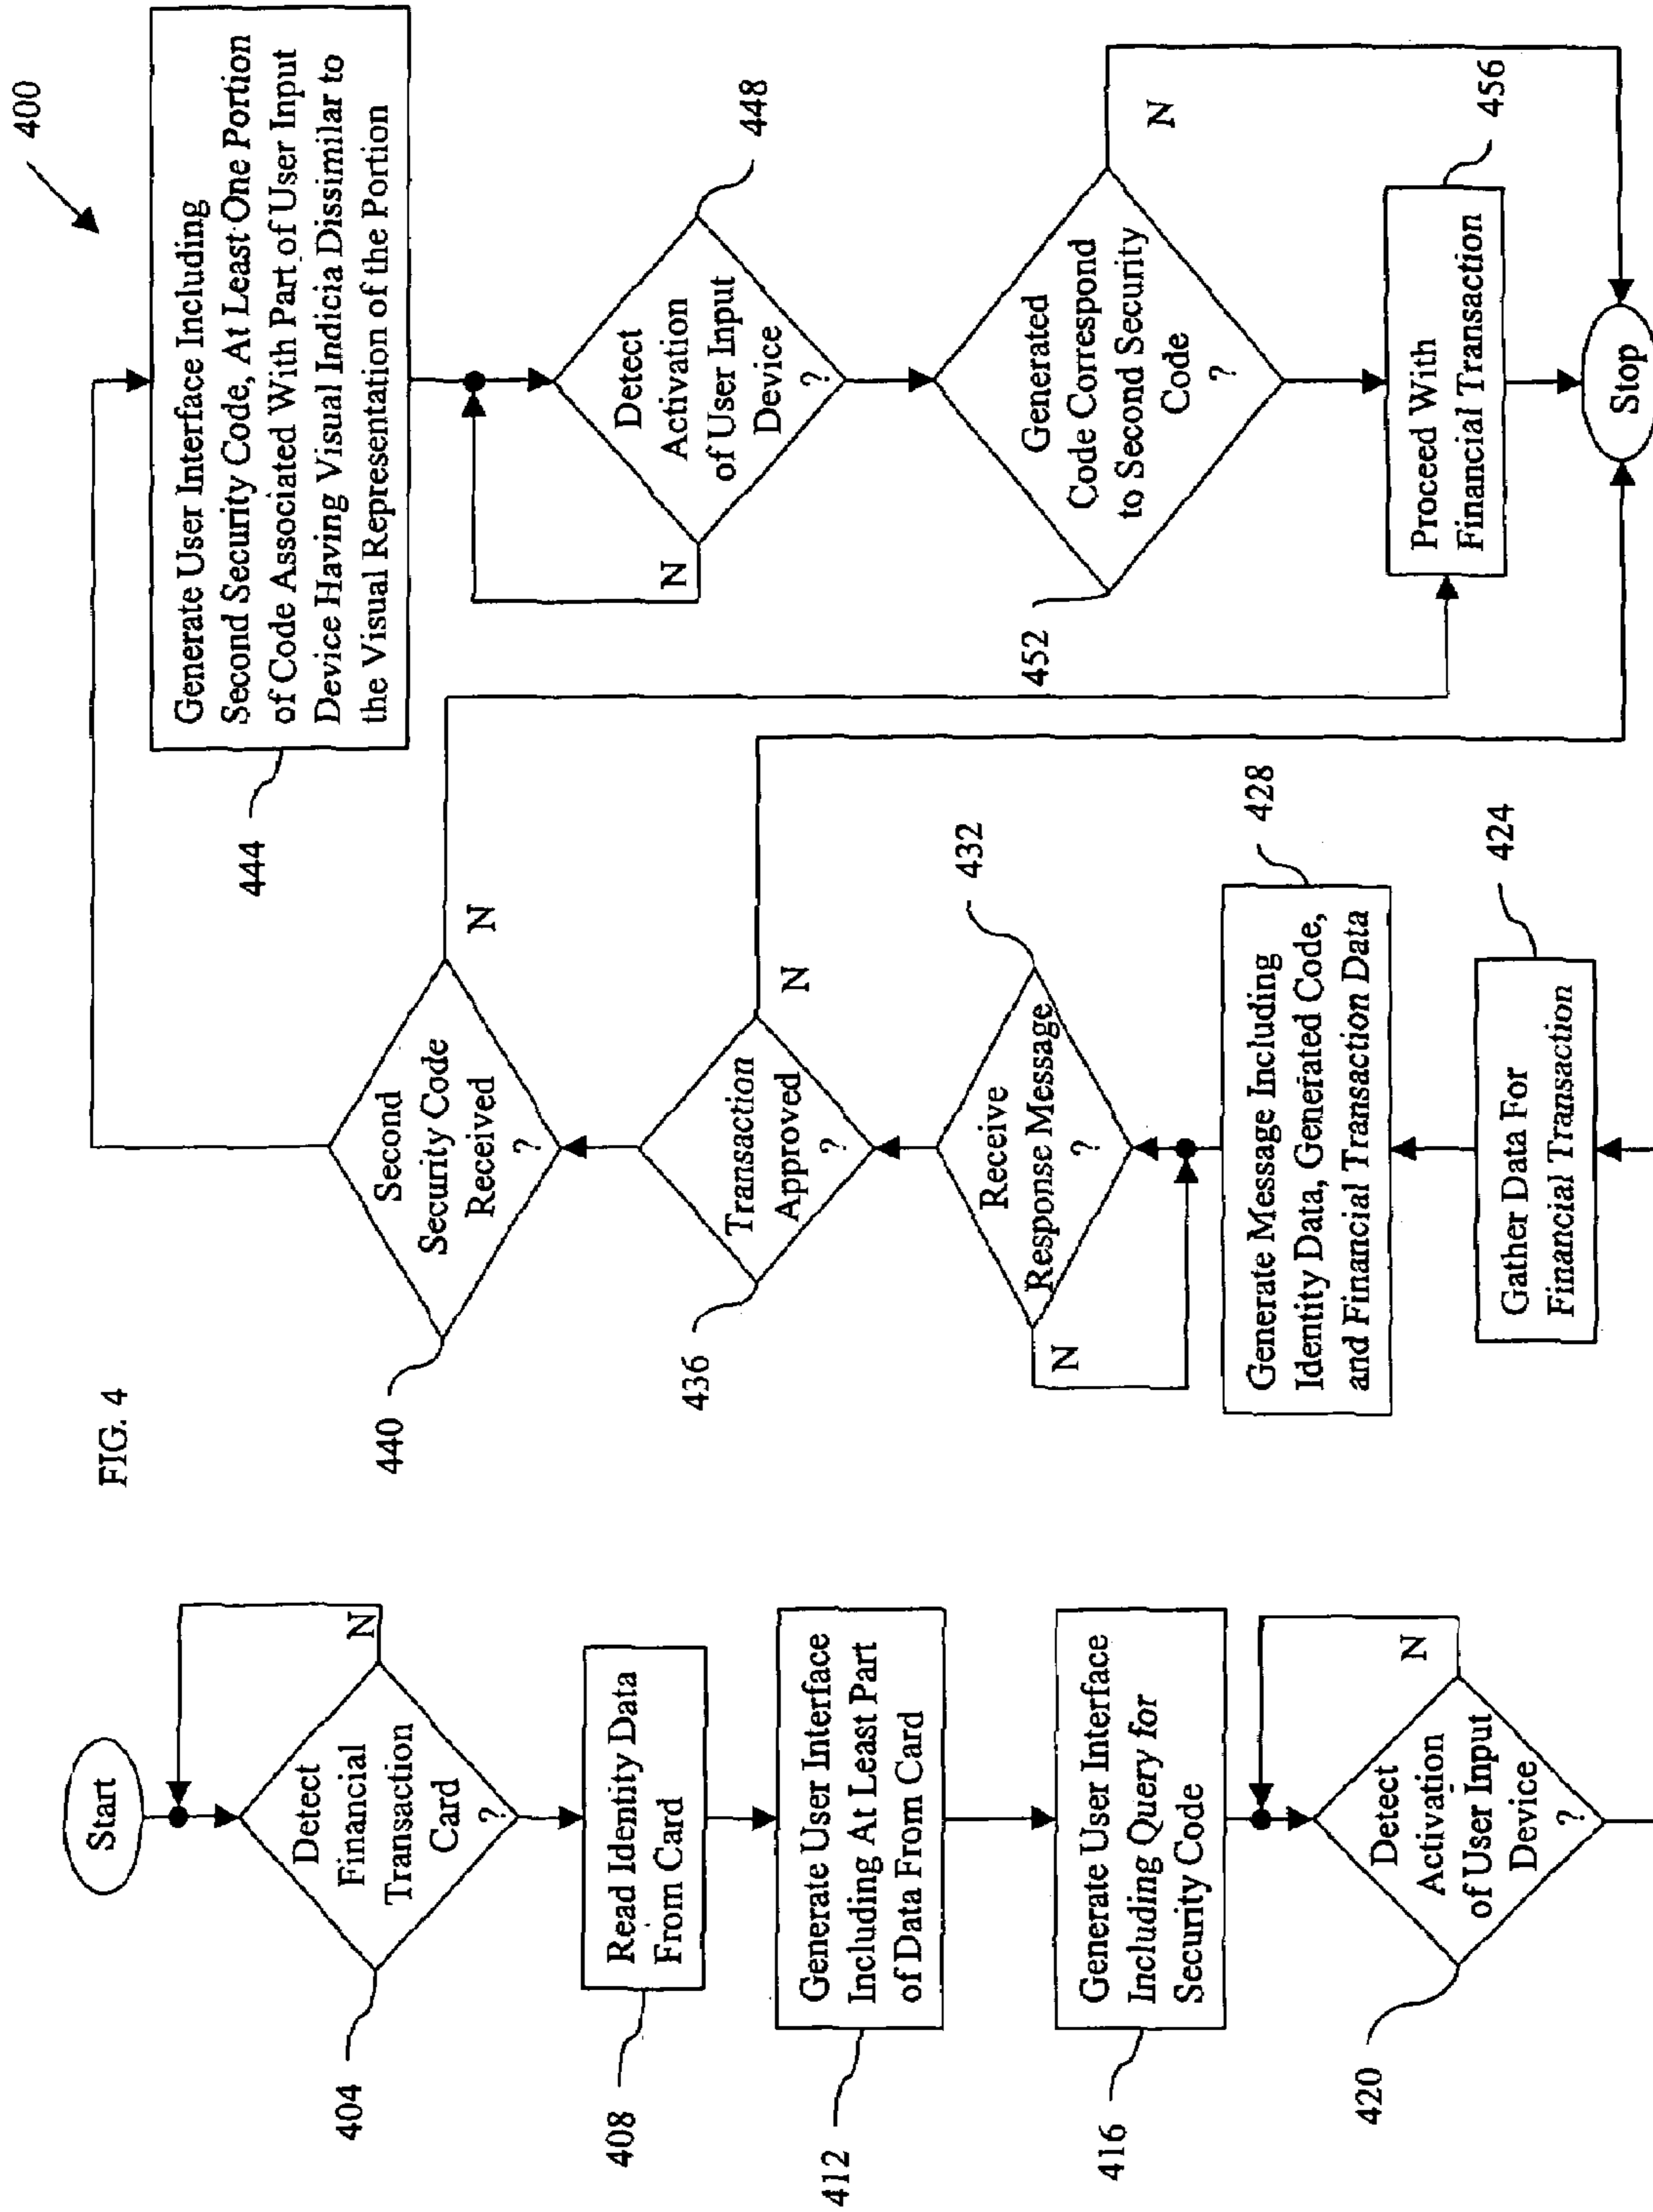 FIG. 4
400
Start
Detect
Financial
Transaction
Card
?
N
404
Read Identity Data
From Card
408
Generate User Interface
Including At Least Part
of Data From Card
412
Generate User Interface
Including Query for
Security Code
416
Detect
Activation
of User Input
Device
?
N
420
Gather Data For
Financial Transaction
424
Generate Message Including
Identity Data, Generated Code,
and Financial Transaction Data
428
Receive
Response Message
?
N
432
Transaction
Approved
?
N
436
Second
Security Code
Received
?
N
440
Generate User Interface Including
Second Security Code, At Least One Portion
of Code Associated With Part of User Input
Device Having Visual Indicia Dissimilar to
the Visual Representation of the Portion
444
Detect
Activation
of User Input
Device
?
N
448
Generated
Code Correspond
to Second Security
Code
?
N
452
Proceed With
Financial Transaction
456
Stop